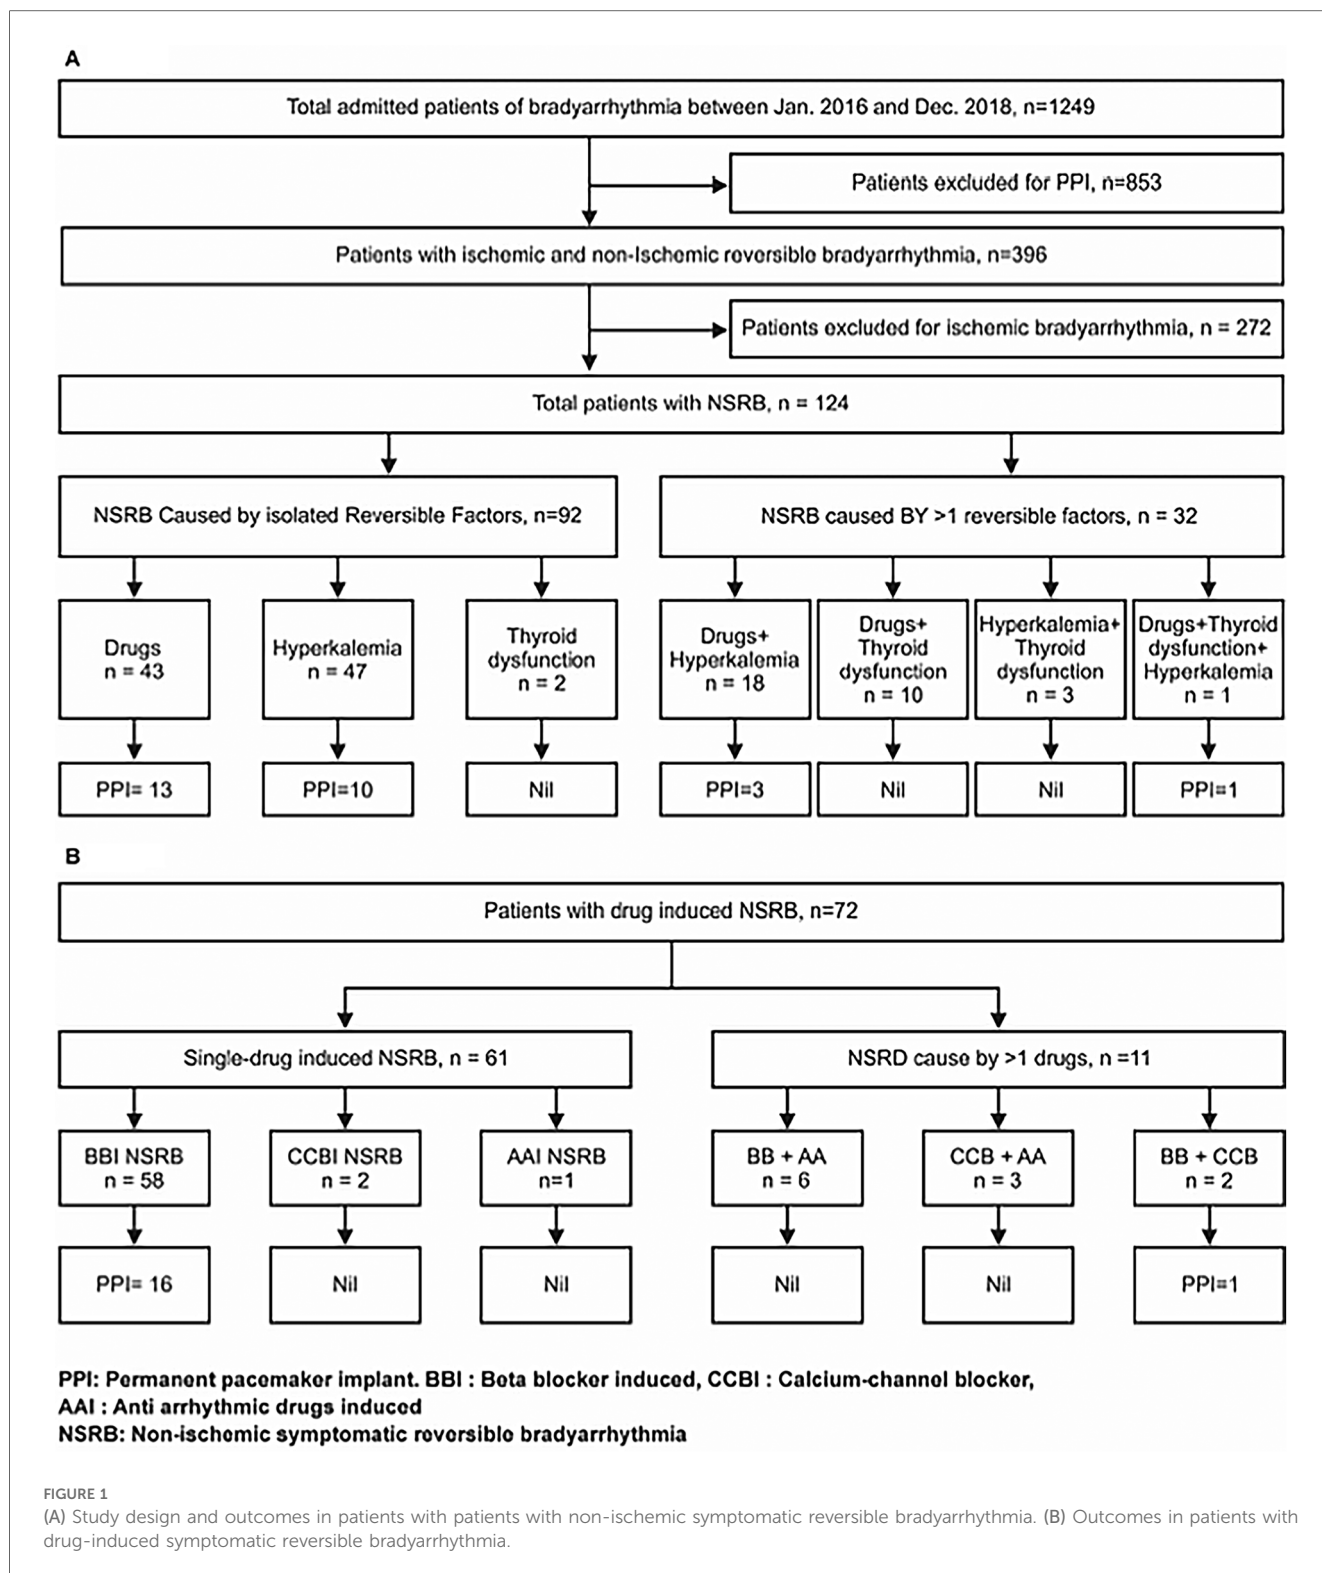 A
Total admitted patients of bradyarrhythmia between Jan. 2016 and Dec. 2018, n=1249
Patients excluded for PPI, n=853
Patients with ischemic and non-Ischemic reversible bradyarrhythmia, n=396
Patients excluded for ischemic bradyarrhythmia, n = 272
Total patients with NSRB, n = 124
NSRB Caused by isolated Reversible Factors, n=92
NSRB caused BY >1 reversible factors, n = 32
Drugs
n = 43
Hyperkalemia
n = 47
Thyroid
dysfunction
n = 2
Drugs+
Hyperkalemia
n = 18
Drugs+
Thyroid
dysfunction
n = 10
Hyperkalemia+
Thyroid
dysfunction
n = 3
Drugs+Thyroid
dysfunction+
Hyperkalemia
n = 1
PPI= 13
PPI=10
Nil
PPI=3
Nil
Nil
PPI=1
B
Patients with drug induced NSRB, n=72
Single-drug induced NSRB, n = 61
NSRD cause by >1 drugs, n =11
BBI NSRB
n = 58
CCBI NSRB
n = 2
AAI NSRB
n=1
BB + AA
n = 6
CCB + AA
n = 3
BB + CCB
n = 2
PPI= 16
Nil
Nil
Nil
Nil
PPI=1
PPI: Permanent pacemaker implant. BBI : Beta blocker induced, CCBI : Calcium-channel blocker,
AAI : Anti arrhythmic drugs induced
NSRB: Non-ischemic symptomatic reversible bradyarrhythmia
FIGURE 1
(A) Study design and outcomes in patients with patients with non-ischemic symptomatic reversible bradyarrhythmia. (B) Outcomes in patients with
drug-induced symptomatic reversible bradyarrhythmia.